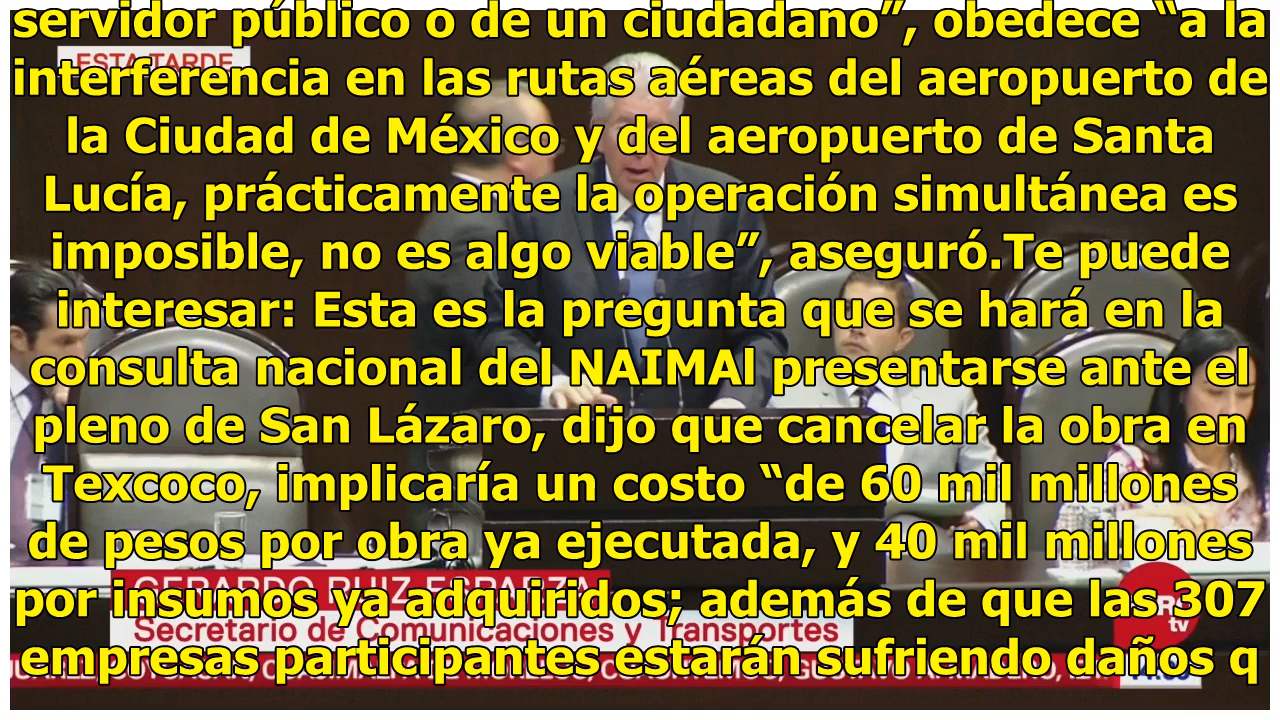 servidor público o de un ciudadano”, obedece “a la
ESTA TARDE
interferencia en las rutas aéreas del aeropuerto de
la Ciudad de México y del aeropuerto de Santa
Lucía, prácticamente la operación simultánea es
imposible, no es algo viable”, aseguró.Te puede
interesar: Esta es la pregunta que se hará en la
consulta nacional del NAIMAl presentarse ante el
pleno de San Lázaro, dijo que cancelar la obra en
Texcoco, implicaría un costo “de 60 mil millones
de pesos por obra ya ejecutada, y 40 mil millones
GERARDO RUIZ ESPARZA
por insumos ya adquiridos; además de que las 307
Secretario de Comunicaciones y Transportes
tv
empresas participantes estarán sufriendo daños q